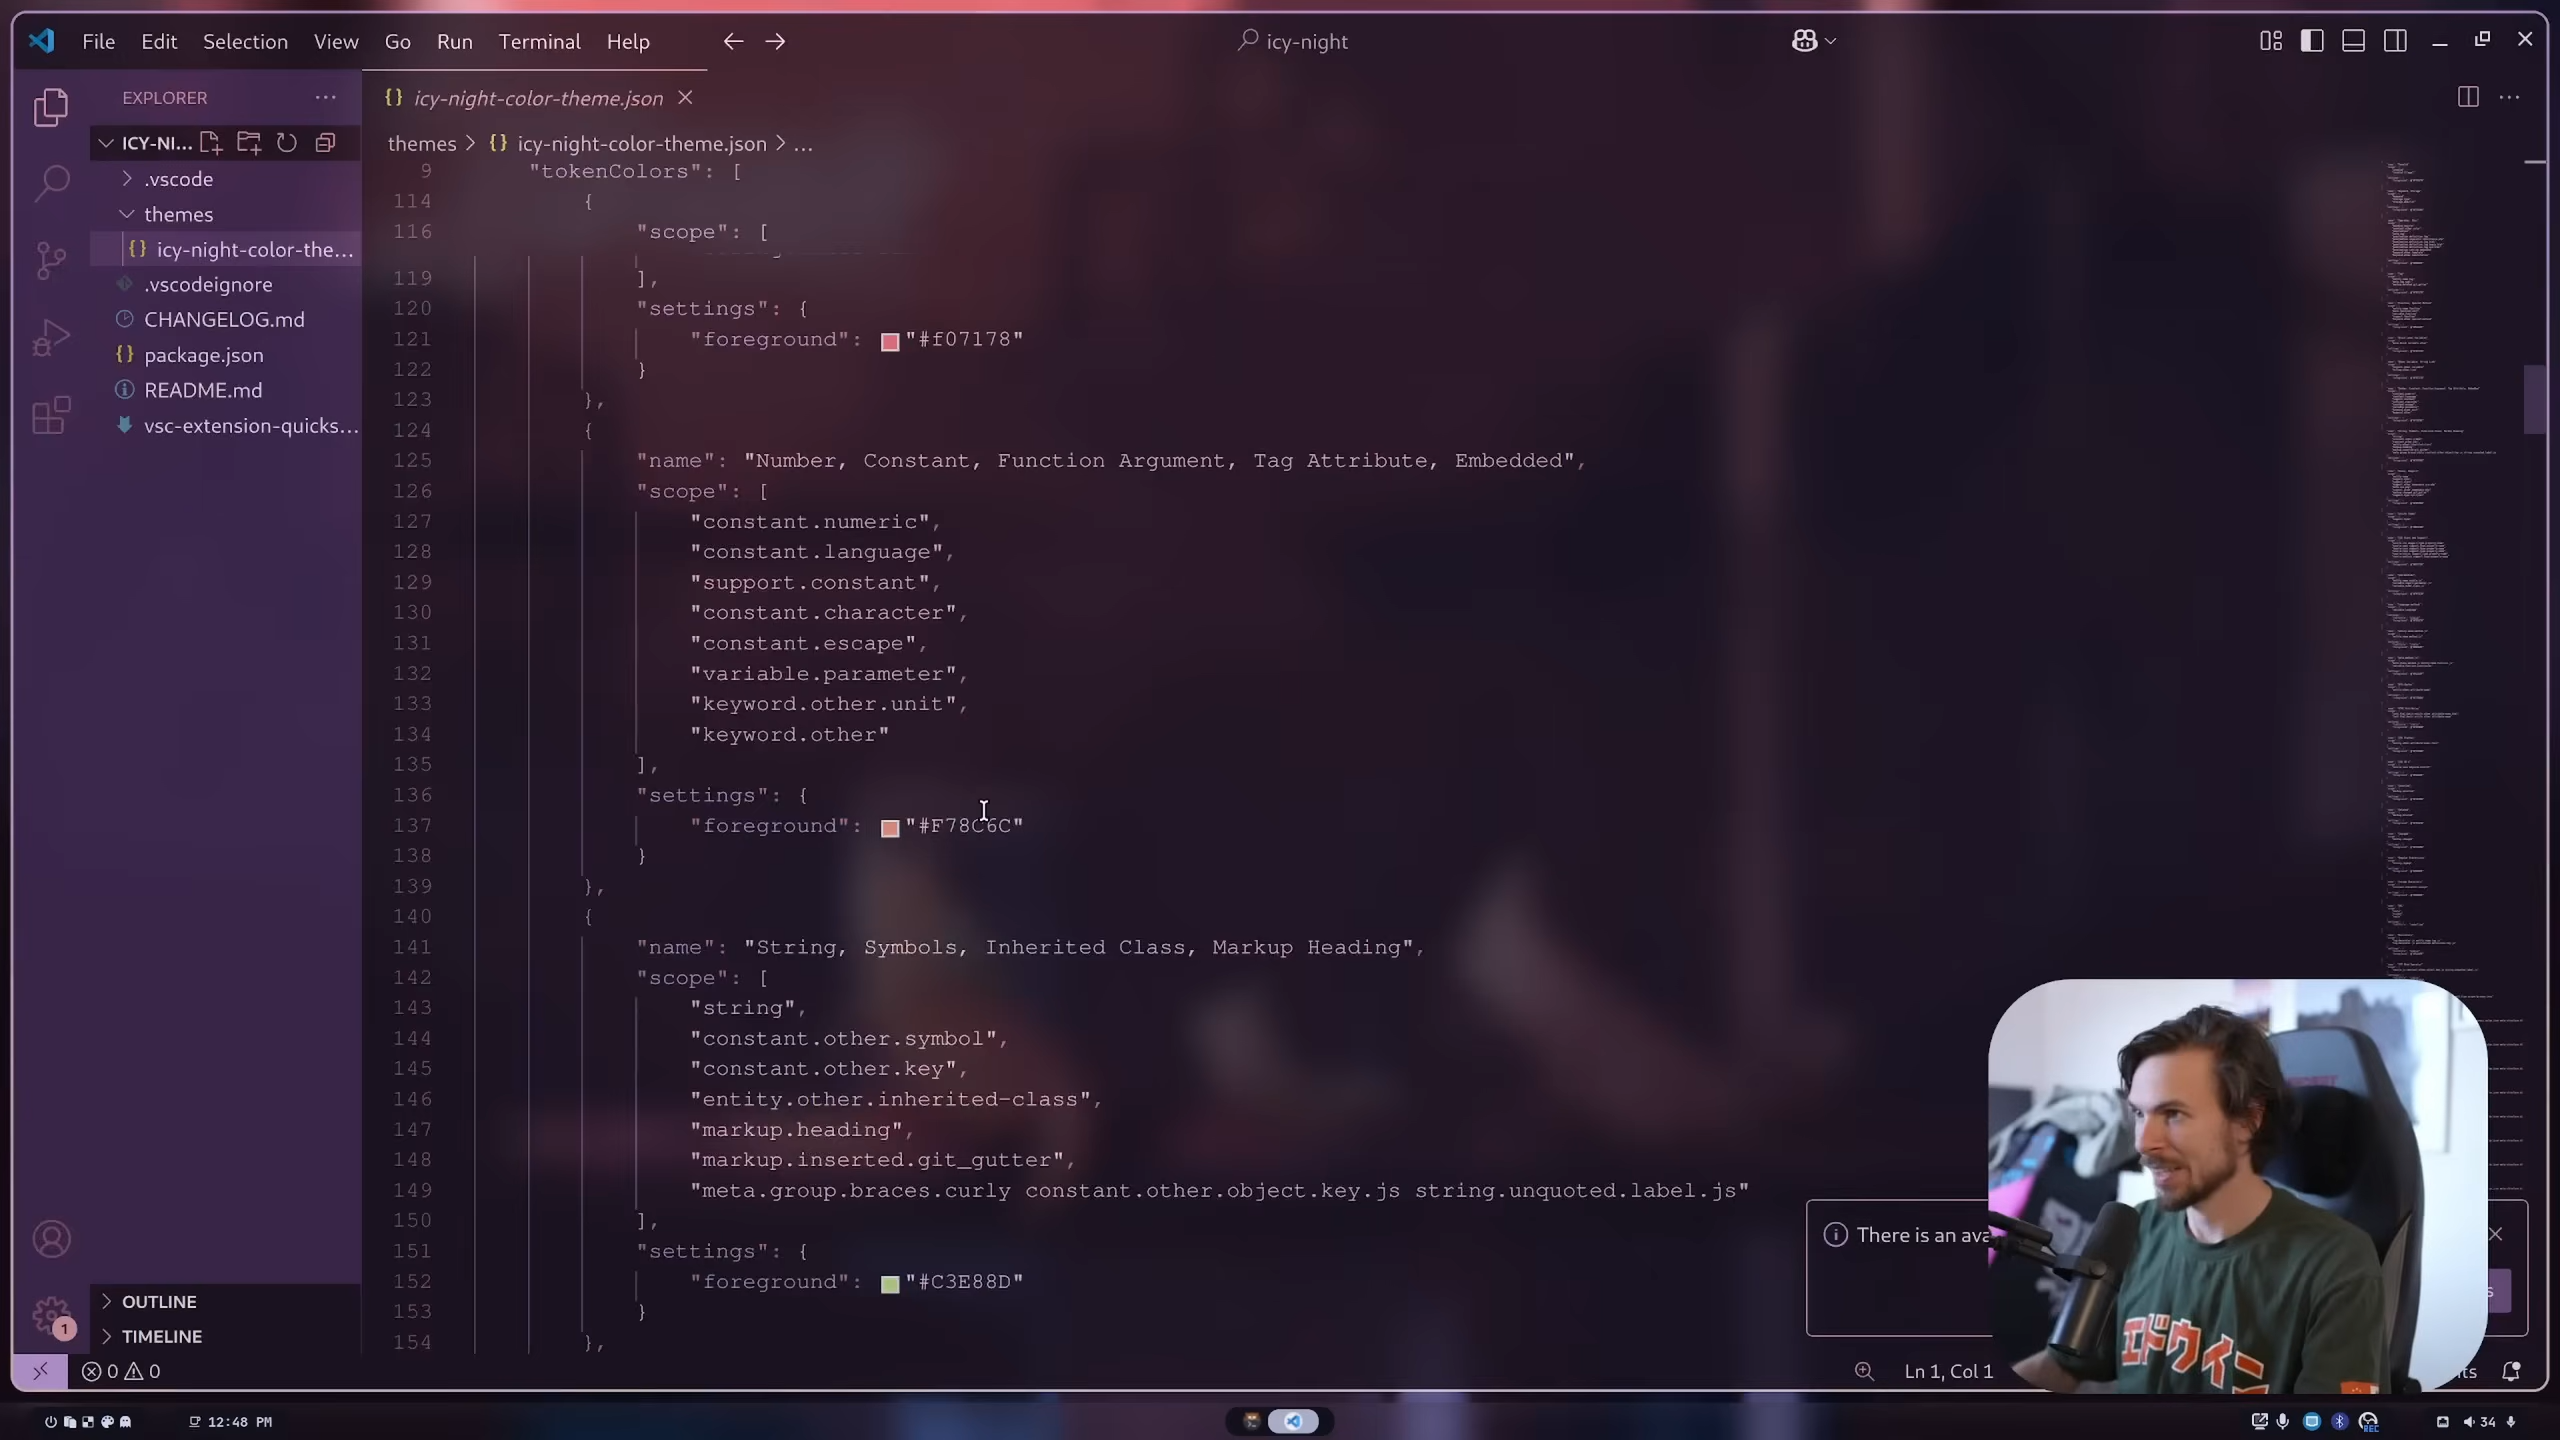 File Edit Selection View Go Run Terminal Help
icy-night
EXPLORER
ICY-NI...
.vscode
themes
icy-night-color-the...
.vscodeignore
CHANGELOG.md
package.json
README.md
vsc-extension-quicks...
OUTLINE
TIMELINE
icy-night-color-theme.json
themes > {} icy-night-color-theme.json > ...
9 "tokenColors": [
114 {
116 "scope": [
119 ],
120 "settings": {
121 "foreground": "#f07178"
122 }
123 },
124 {
125 "name": "Number, Constant, Function Argument, Tag Attribute, Embedded",
126 "scope": [
127 "constant.numeric",
128 "constant.language",
129 "support.constant",
130 "constant.character",
131 "constant.escape",
132 "variable.parameter",
133 "keyword.other.unit",
134 "keyword.other"
135 ],
136 "settings": {
137 "foreground": "#F78C6C"
138 }
139 },
140 {
141 "name": "String, Symbols, Inherited Class, Markup Heading",
142 "scope": [
143 "string",
144 "constant.other.symbol",
145 "constant.other.key",
146 "entity.other.inherited-class",
147 "markup.heading",
148 "markup.inserted.git_gutter",
149 "meta.group.braces.curly constant.other.object.key.js string.unquoted.label.js"
150 ],
151 "settings": {
152 "foreground": "#C3E88D"
153 }
154 },
There is an ava
エドウイン
1
0 0
Ln 1, Col 1
12:48 PM
REC
34